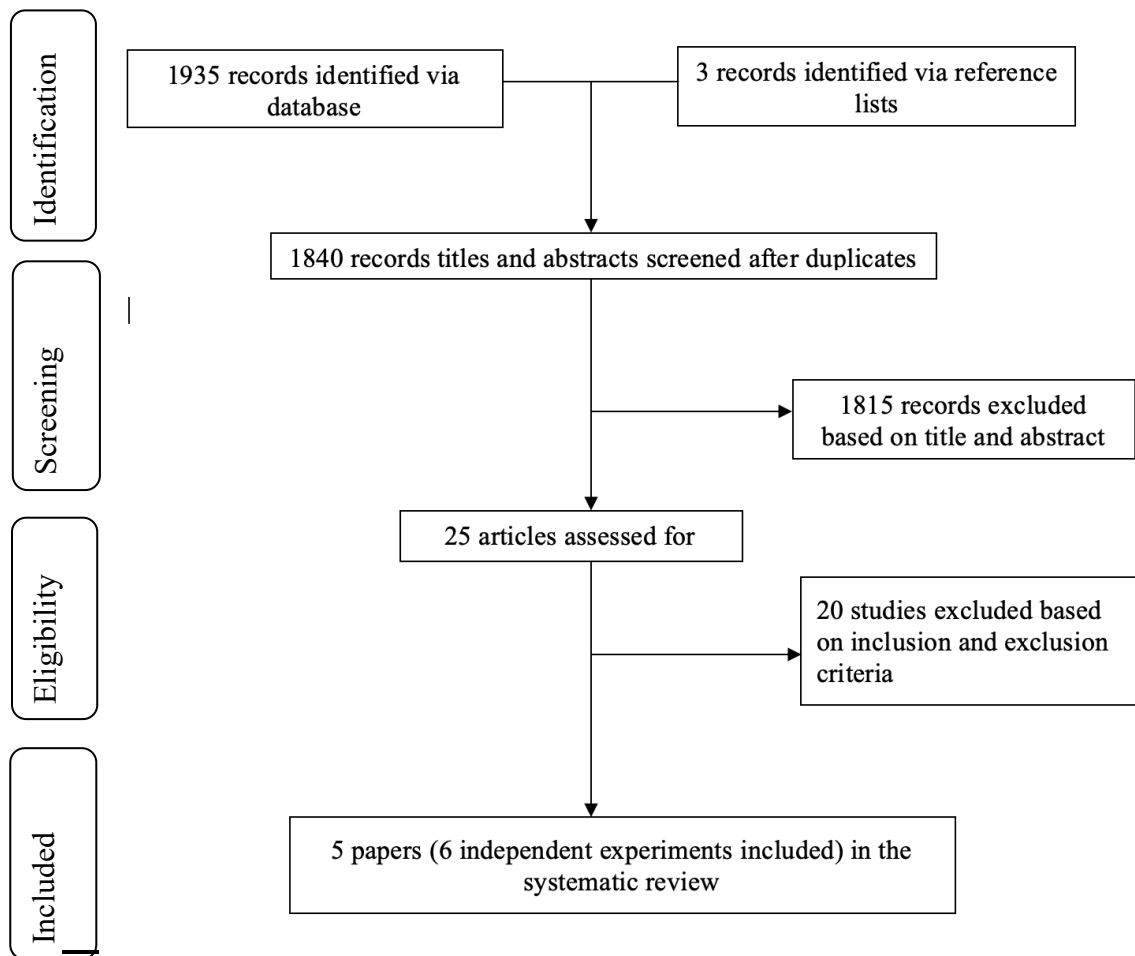 Identification
1935 records identified via
database
3 records identified via reference
lists
1840 records titles and abstracts screened after duplicates
Screening
1815 records excluded
based on title and abstract
25 articles assessed for
Eligibility
20 studies excluded based
on inclusion and exclusion
criteria
Included
5 papers (6 independent experiments included) in the
systematic review